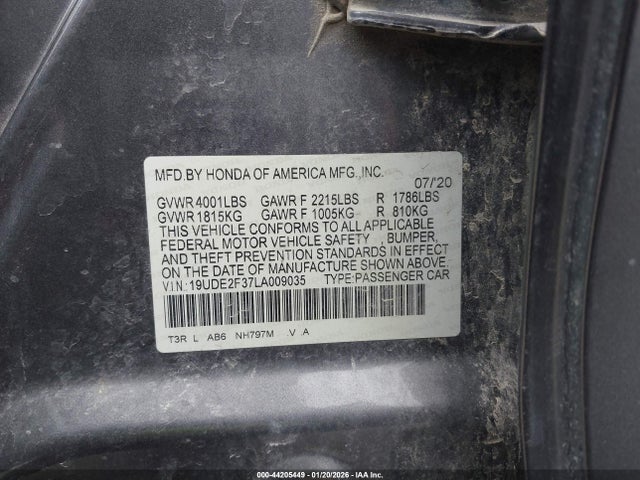 MFD.BY HONDA OF AMERICA MFG.,INC.
07/'20
GVWR 4001LBS GAWR F 2215LBS R 1786LBS
GVWR 1815KG GAWR F 1005KG R 810KG
THIS VEHICLE CONFORMS TO ALL APPLICABLE
FEDERAL MOTOR VEHICLE SAFETY , BUMPER,
AND THEFT PREVENTION STANDARDS IN EFFECT
ON THE DATE OF MANUFACTURE SHOWN ABOVE.
V.I.N.:19UDE2F37LA009035 TYPE:PASSENGER CAR
T3R L AB6 NH797M .V .A
000-44205449 | 01/20/2026 | IAA Inc.